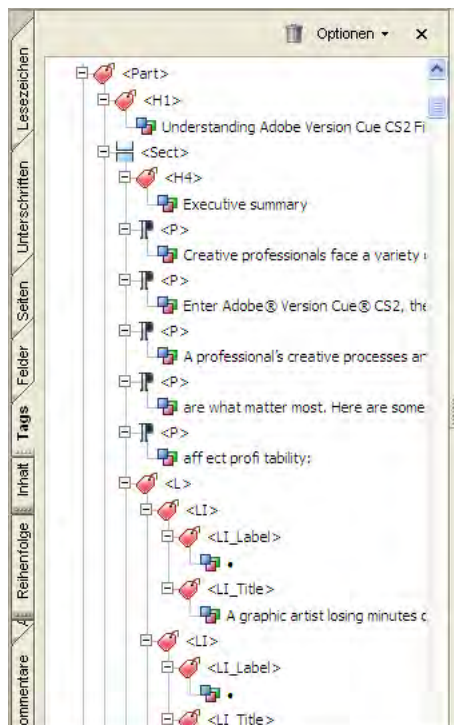 Optionen
<Part>
<H1>
Understanding Adobe Version Cue CS2 Fi
<Sect>
<H4>
Executive summary
<P>
Creative professionals face a variety
<P>
Enter Adobe® Version Cue® CS2, the
<P>
A professional's creative processes ar
<P>
are what matter most. Here are some
<P>
aff ect profi tability:
<L>
<LI>
<LI_Label>
•
<LI_Title>
A graphic artist losing minutes
<LI>
<LI_Label>
•
<LI_Title>
Lesezeichen
Unterschriften
Seiten
Felder
Tags
Inhalt
Reihenfolge
ommentare